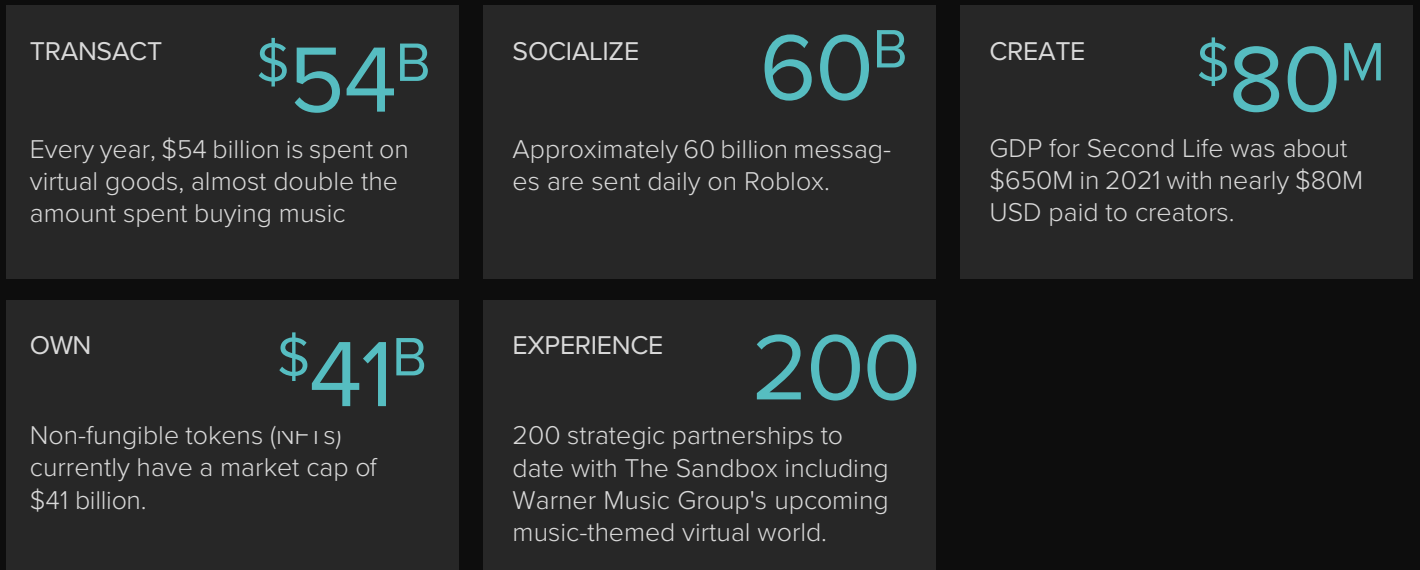 TRANSACT
$54B
Every year, $54 billion is spent on
virtual goods, almost double the
amount spent buying music
SOCIALIZE
60B
Approximately 60 billion messag-
es are sent daily on Roblox.
CREATE
$80M
GDP for Second Life was about
$650M in 2021 with nearly $80M
USD paid to creators.
OWN
$41B
Non-fungible tokens (NFTs)
currently have a market cap of
$41 billion.
EXPERIENCE
200
200 strategic partnerships to
date with The Sandbox including
Warner Music Group's upcoming
music-themed virtual world.